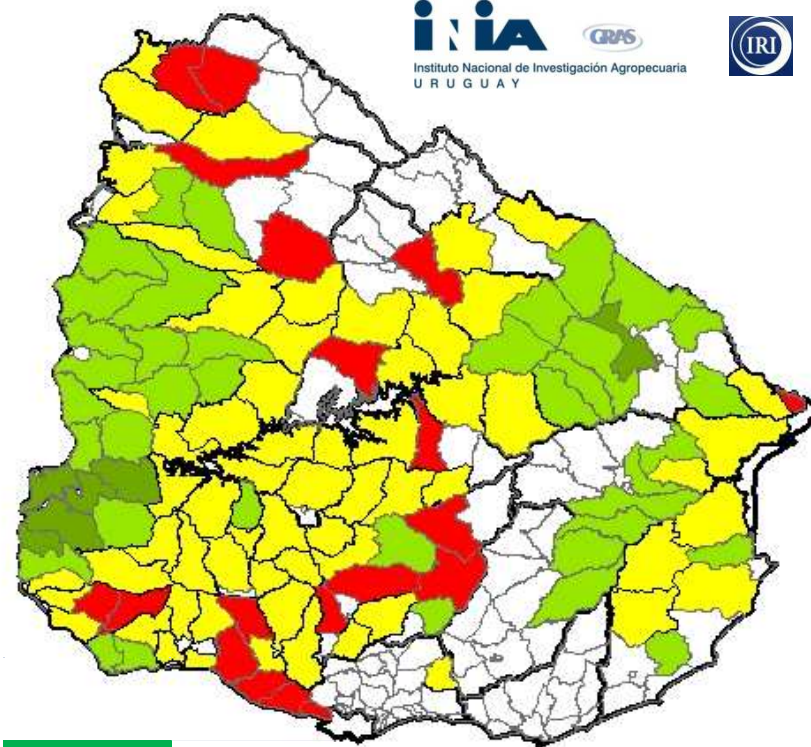 iNiA
GRAS
IRI
Instituto Nacional de Investigación Agropecuaria
URUGUAY